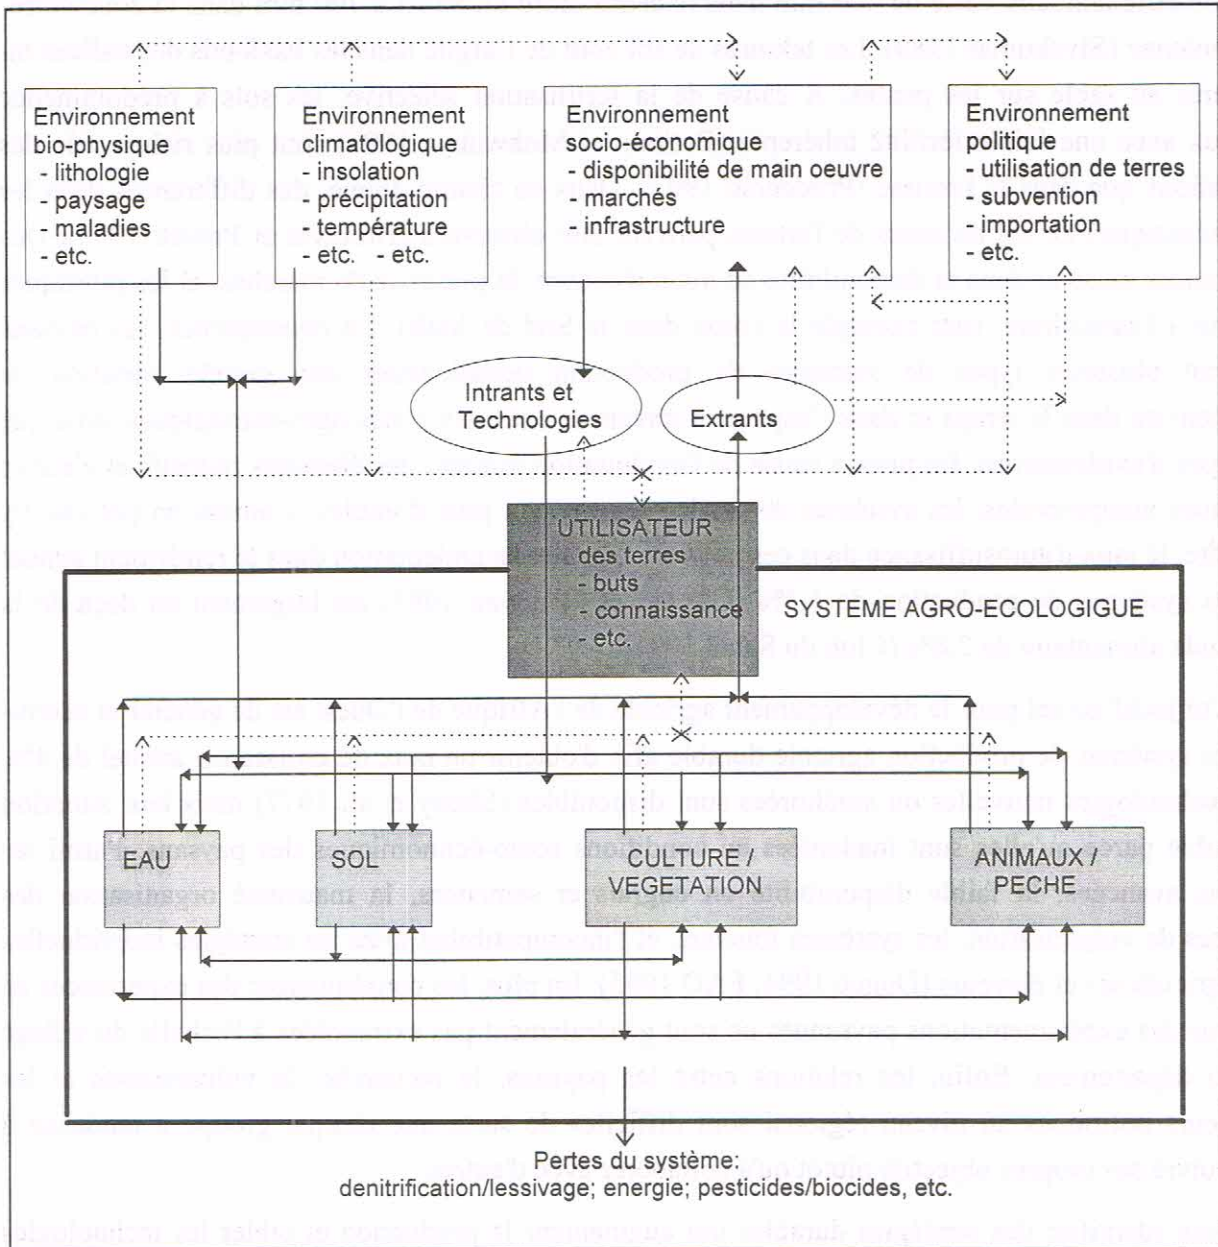 Environnement
bio-physique
- lithologie
- paysage
- maladies
- etc.
Environnement
climatologique
- insolation
- précipitation
- température
- etc. - etc.
Environnement
socio-économique
- disponibilité de main oeuvre
- marchés
- infrastructure
Environnement
politique
- utilisation de terres
- subvention
- importation
- etc.
Intrants et
Technologies
Extrants
UTILISATEUR
des terres
- buts
- connaissance
- etc.
SYSTÈME AGRO-ECOLOGIGUE
EAU
SOL
CULTURE /
VEGETATION
ANIMAUX /
PECHE
Pertes du système:
denitrification/lessivage; energie; pesticides/biocides, etc.